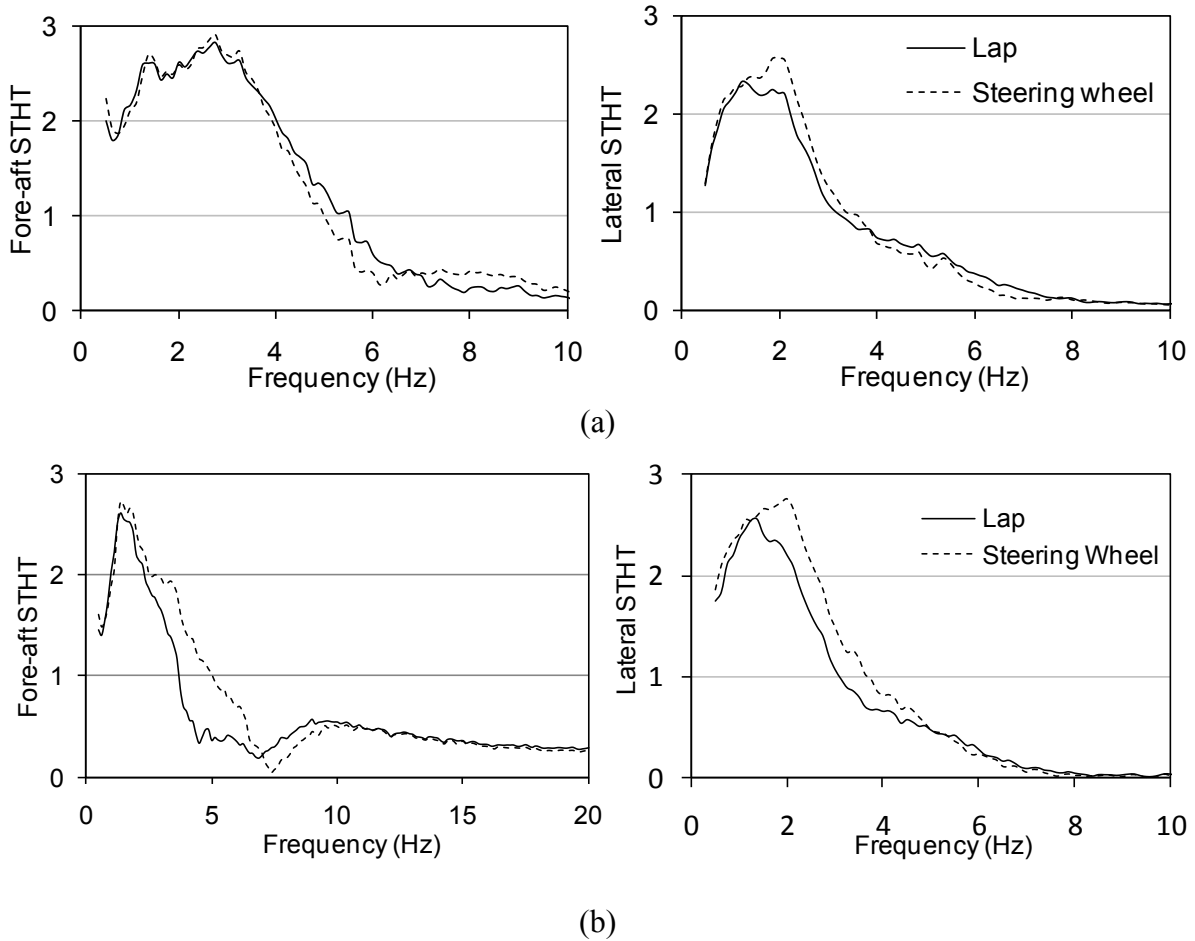 3
2
1
0
Fore-aft STHT
0 2 4 6 8 10
Frequency (Hz)
3
2
1
0
Lateral STHT
Lap
Steering wheel
0 2 4 6 8 10
Frequency (Hz)
(a)
3
2
1
0
Fore-aft STHT
0 5 10 15 20
Frequency (Hz)
3
2
1
0
Lateral STHT
Lap
Steering Wheel
0 2 4 6 8 10
Frequency (Hz)
(b)